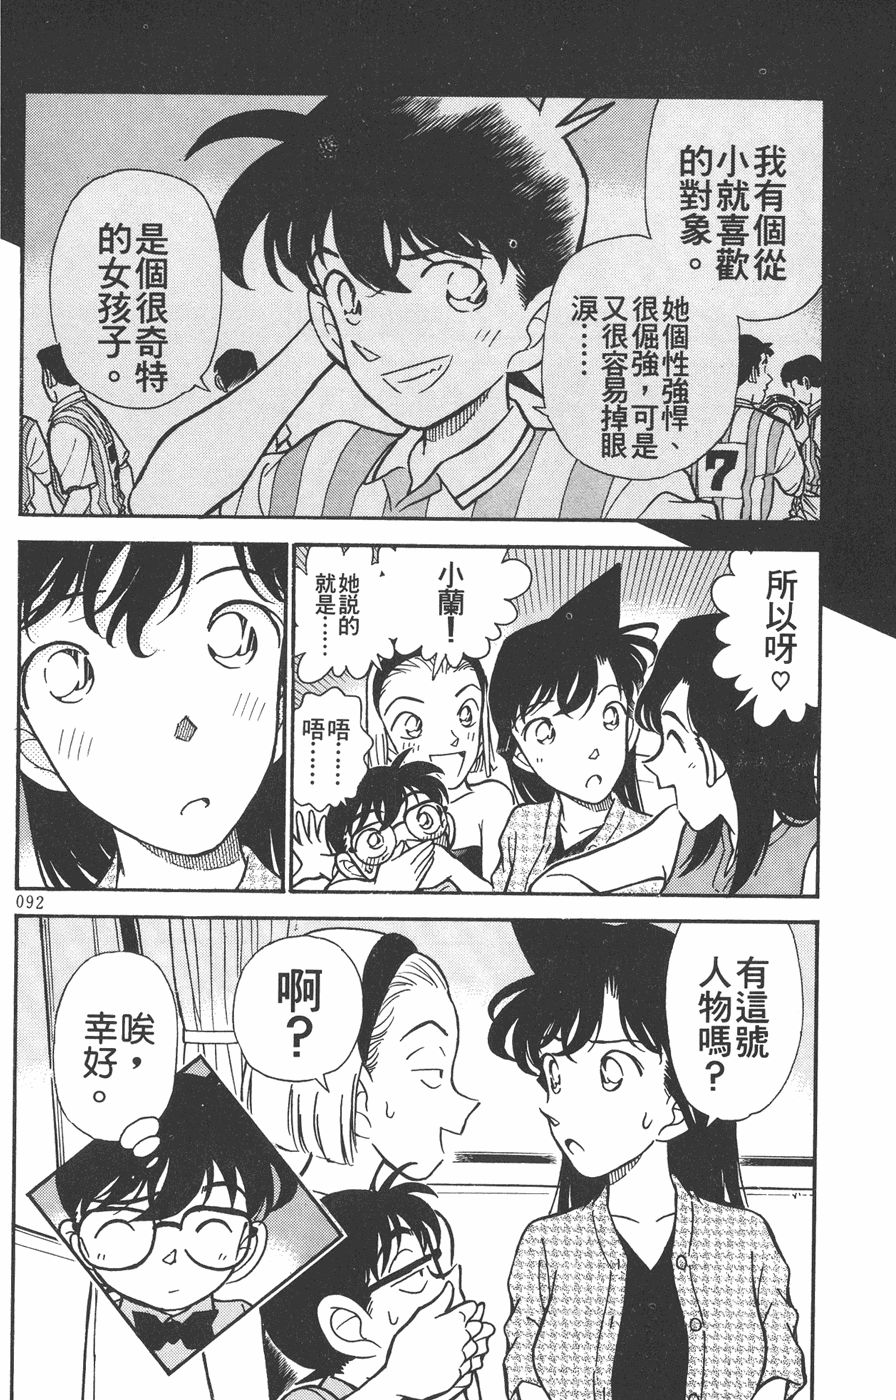 我有個從
小就喜歡
的對象。
她個性強悍、
很倔強，可是
又很容易掉眼
淚……
是個很奇特
的女孩子。
7
所以呀♡
小蘭！
她説的
就是……
唔……
唔……
092
有這號
人物嗎？
啊？
唉，
幸好。